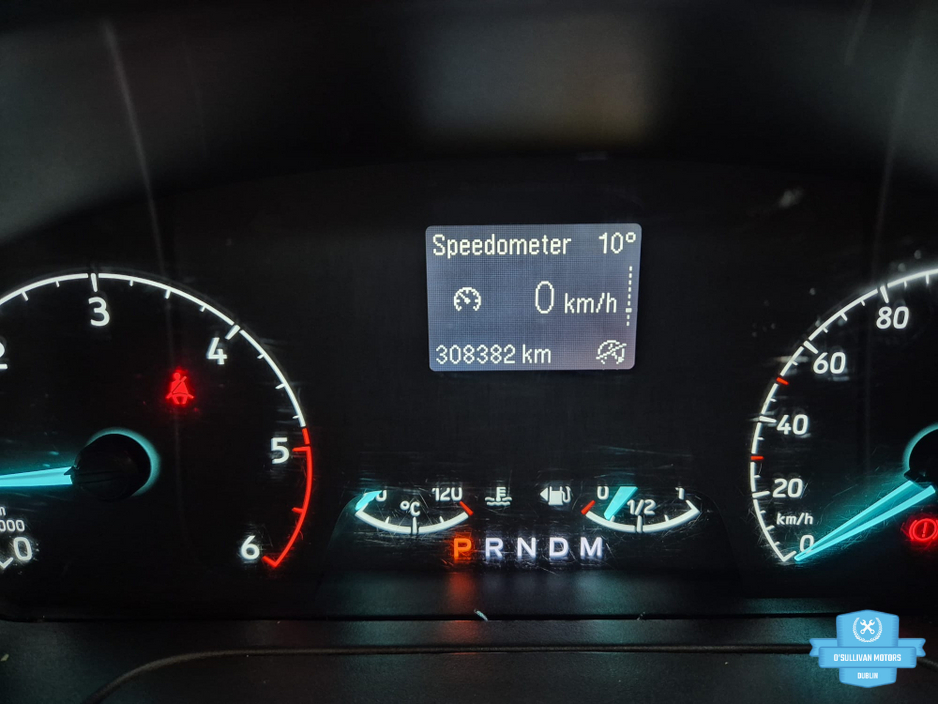 Speedometer 10°
0 km/h
308382 km
3
4
5
6
0
80
60
40
20
km/h
0
120
°C
0
1/2
1
P R N D M
O'SULLIVAN MOTORS
DUBLIN